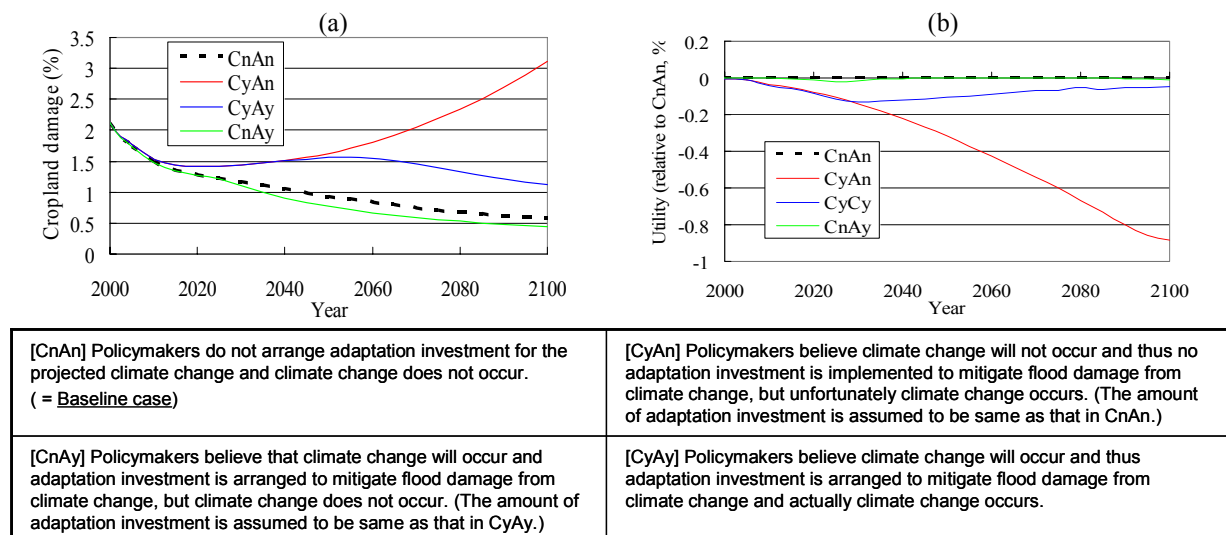 (a)
Cropland damage (%)
3.5
3
2.5
2
1.5
1
0.5
0
CnAn
CyAn
CyAy
CnAy
2000 2020 2040 2060 2080 2100
Year
(b)
Utility (relative to CnAn, %
0.2
0
-0.2
-0.4
-0.6
-0.8
-1
CnAn
CyAn
CyCy
CnAy
2000 2020 2040 2060 2080 2100
Year
[CnAn] Policymakers do not arrange adaptation investment for the
projected climate change and climate change does not occur.
( = Baseline case)
[CyAn] Policymakers believe climate change will not occur and thus no
adaptation investment is implemented to mitigate flood damage from
climate change, but unfortunately climate change occurs. (The amount
of adaptation investment is assumed to be same as that in CnAn.)
[CnAy] Policymakers believe that climate change will occur and
adaptation investment is arranged to mitigate flood damage from
climate change, but climate change does not occur. (The amount of
adaptation investment is assumed to be same as that in CyAy.)
[CyAy] Policymakers believe climate change will occur and thus
adaptation investment is arranged to mitigate flood damage from
climate change and actually climate change occurs.